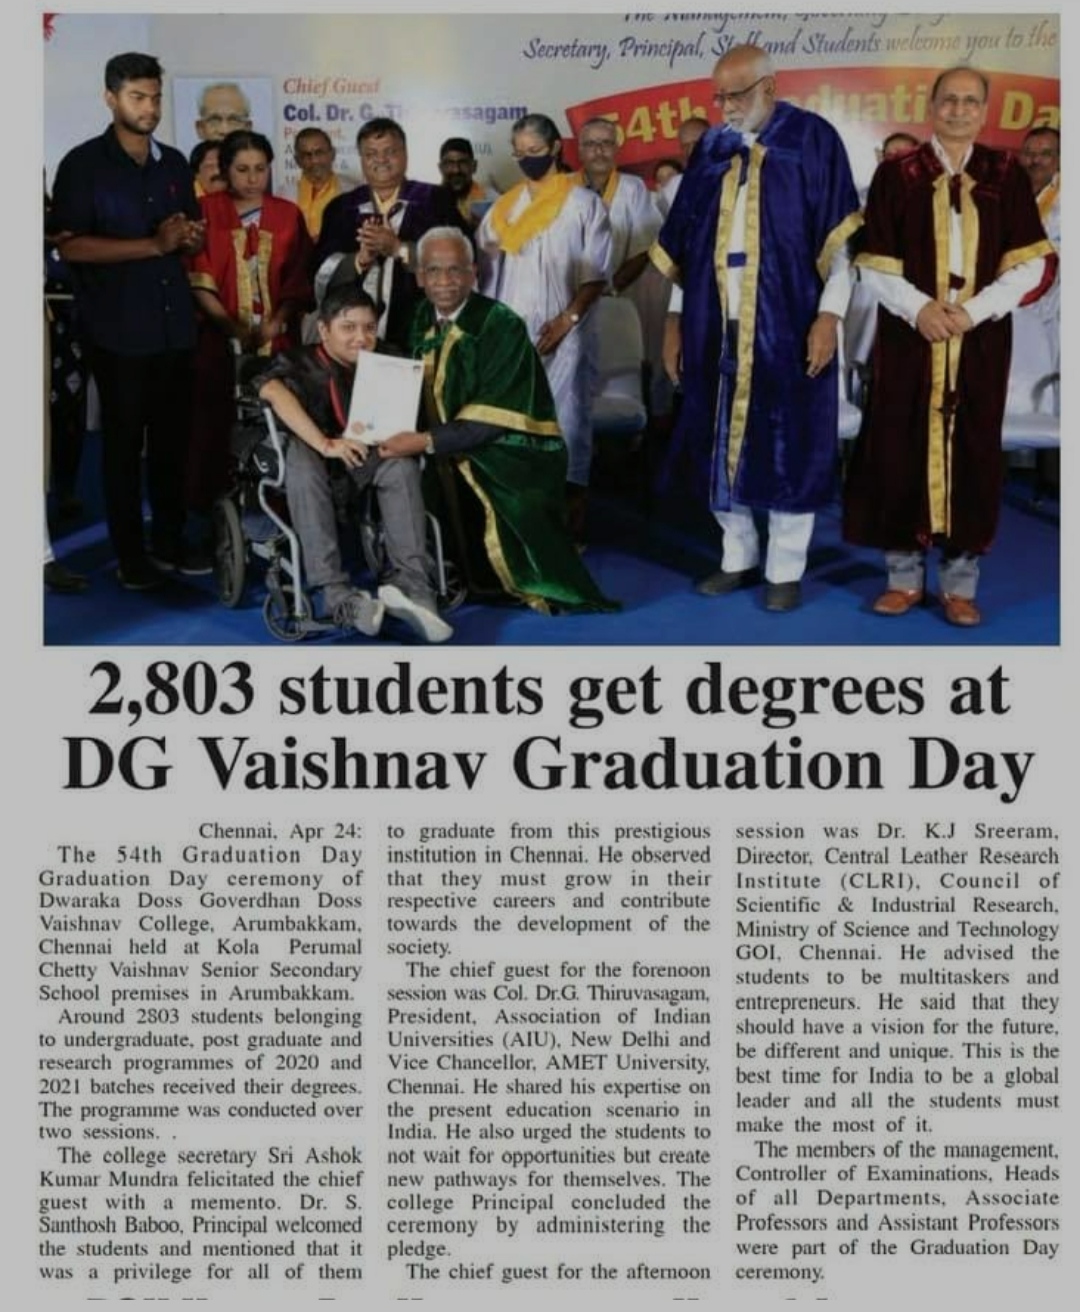 Secretary, Principal, Staff and Students welcome you to the
Chief Guest
Col. Dr. G.
54th
Da
2,803 students get degrees at
DG Vaishnav Graduation Day
Chennai, Apr 24:
The 54th Graduation Day
Graduation Day ceremony of
Dwaraka Doss Goverdhan Doss
Vaishnav College, Arumbakkam,
Chennai held at Kola Perumal
Chetty Vaishnav Senior Secondary
School premises in Arumbakkam.
Around 2803 students belonging
to undergraduate, post graduate and
research programmes of 2020 and
2021 batches received their degrees.
The programme was conducted over
two sessions. .
The college secretary Sri Ashok
Kumar Mundra felicitated the chief
guest with a memento. Dr. S.
Santhosh Baboo, Principal welcomed
the students and mentioned that it
was a privilege for all of them
to graduate from this prestigious
institution in Chennai. He observed
that they must grow in their
respective careers and contribute
towards the development of the
society.
The chief guest for the forenoon
session was Col. Dr.G. Thiruvasagam,
President, Association of Indian
Universities (AIU), New Delhi and
Vice Chancellor, AMET University,
Chennai. He shared his expertise on
the present education scenario in
India. He also urged the students to
not wait for opportunities but create
new pathways for themselves. The
college Principal concluded the
ceremony by administering the
pledge.
The chief guest for the afternoon
session was Dr. K.J Sreeram,
Director, Central Leather Research
Institute (CLRI), Council of
Scientific & Industrial Research,
Ministry of Science and Technology
GOI, Chennai. He advised the
students to be multitaskers and
entrepreneurs. He said that they
should have a vision for the future,
be different and unique. This is the
best time for India to be a global
leader and all the students must
make the most of it.
The members of the management,
Controller of Examinations, Heads
of all Departments, Associate
Professors and Assistant Professors
were part of the Graduation Day
ceremony.